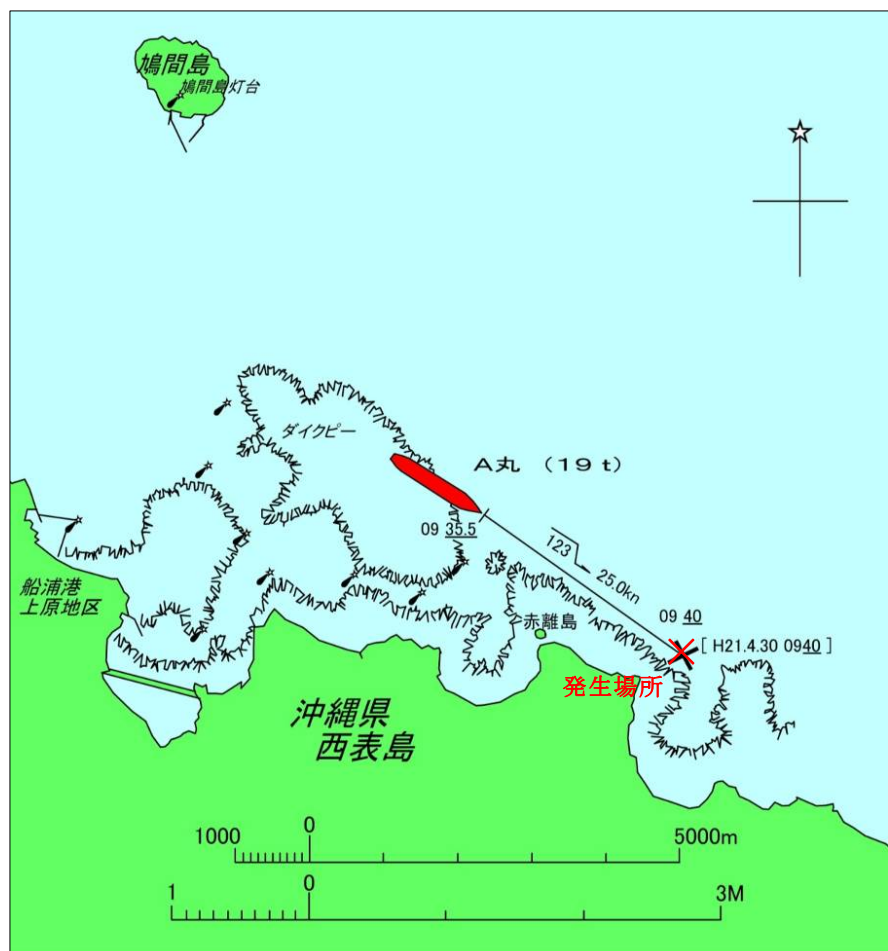 鳩間島
鳩間島灯台
ダイクピー
A丸 (19t)
09 35.5
123
25.0kn
09 40
[ H21.4.30 0940 ]
船浦港
上原地区
赤離島
発生場所
沖縄県
西表島
1000 0 5000m
1 0 3M